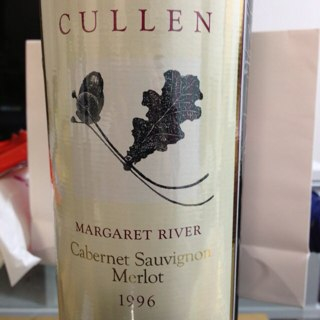 CULLEN
MARGARET RIVER
Cabernet Sauvignon
Merlot
1996